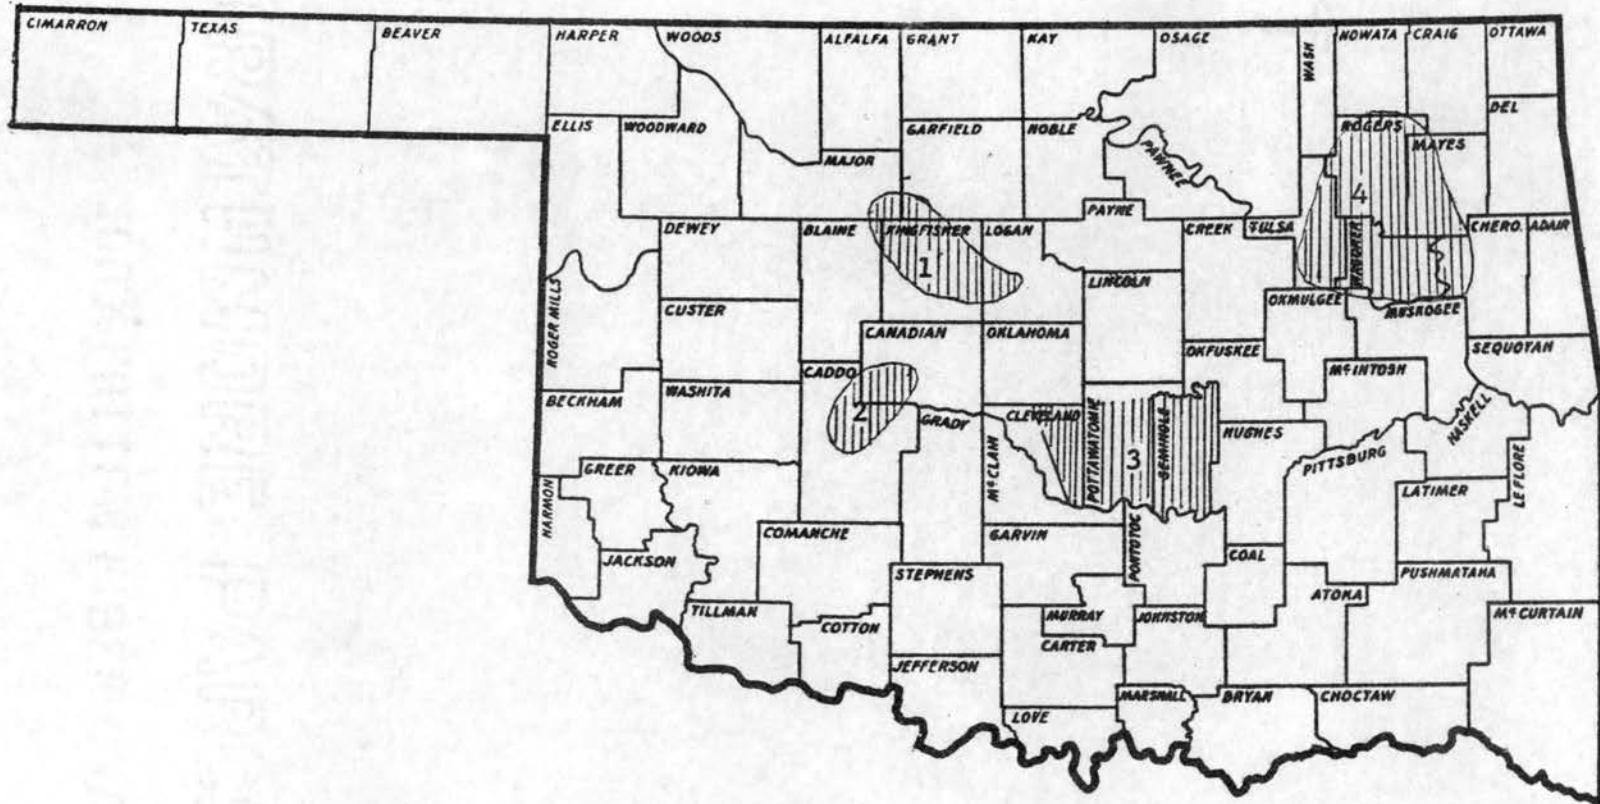 CIMARRON
TEXAS
BEAVER
HARPER
WOODS
ALFALFA
GRANT
KAY
OSAGE
WASH
NOWATA
CRAIG
OTTAWA
DEL
ELLIS
WOODWARD
MAJOR
GARFIELD
NOBLE
PAWNEE
ROGERS
MAYES
4
PAYNE
DEWEY
BLAINE
KINGFISHER
LOGAN
CREEK
TULSA
WAGONER
CHERO.
ADAIR
1
LINCOLN
ROGER MILLS
CUSTER
OKMULGEE
MUSKOGEE
CANADIAN
OKLAHOMA
OKFUSKEE
SEQUOYAH
CADDO
McINTOSH
BECKHAM
WASHITA
2
GRADY
CLEVELAND
McCLAIN
POTTAWATOMIE
3
SEMINOLE
HUGHES
HASKELL
PITTSBURG
GREER
KIOWA
HARMON
LATIMER
LE FLORE
COMANCHE
GARVIN
PONTOTOC
COAL
JACKSON
STEPHENS
PUSHMATAHA
TILLMAN
COTTON
MURRAY
JOHNSTON
ATOKA
McCURTAIN
CARTER
JEFFERSON
MARSHALL
BRYAN
CHOCTAW
LOVE